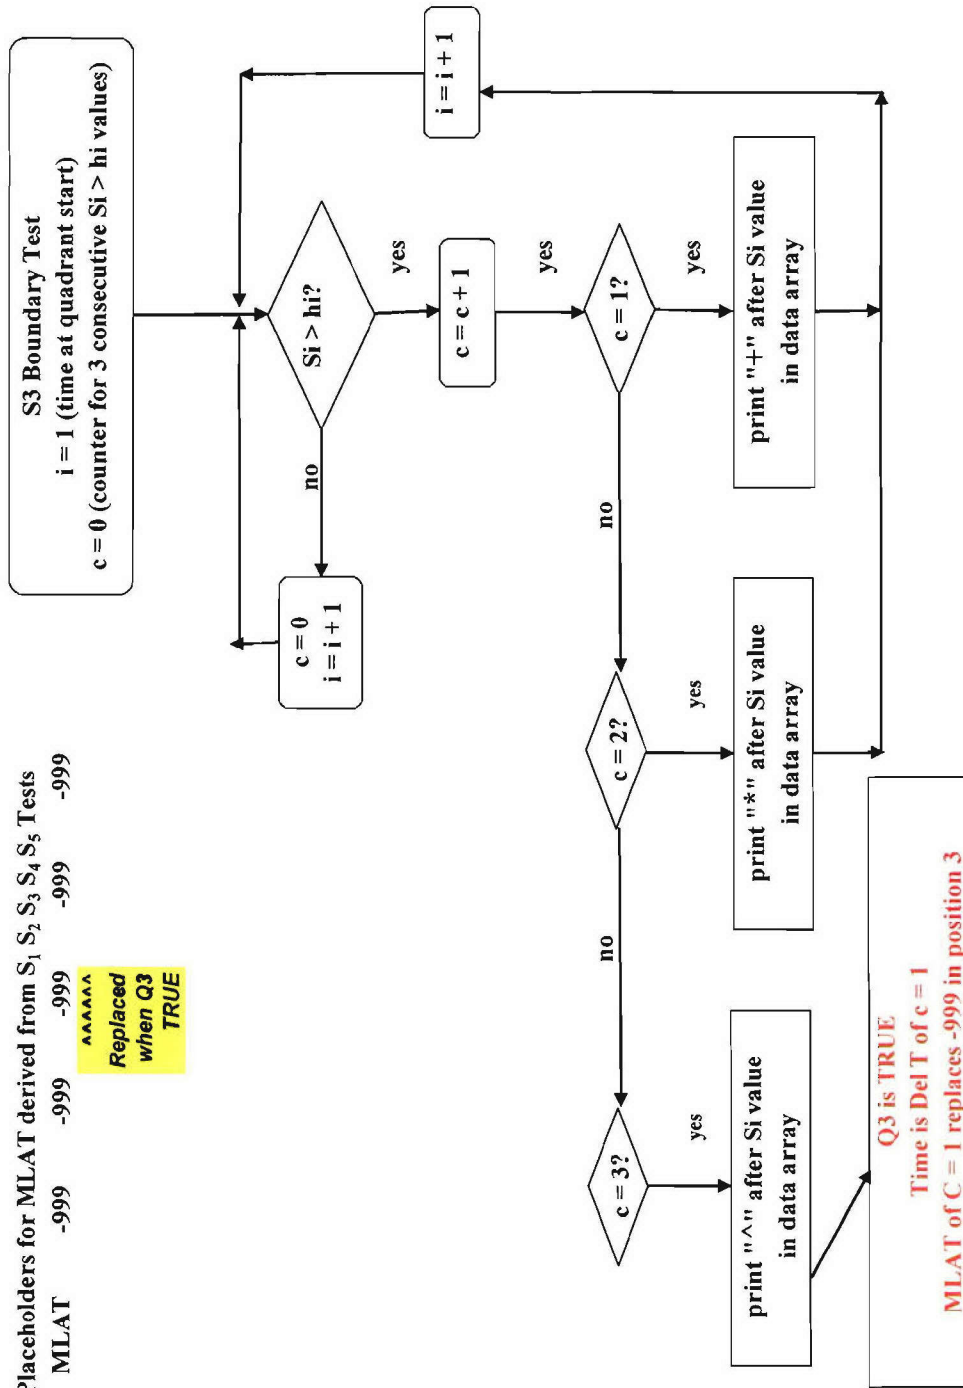 Placeholders for MLAT derived from S1 S2 S3 S4 S5 Tests
MLAT -999 -999 -999 -999 -999
^^^^^^
Replaced
when Q3
TRUE
S3 Boundary Test
i = 1 (time at quadrant start)
c = 0 (counter for 3 consecutive Si > hi values)
i = i + 1
Si > hi?
no
c = 0
i = i + 1
yes
c = c + 1
yes
c = 1?
no
yes
print "+" after Si value
in data array
c = 2?
no
yes
print "*" after Si value
in data array
c = 3?
yes
print "^" after Si value
in data array
Q3 is TRUE
Time is Del T of c = 1
MLAT of C = 1 replaces -999 in position 3